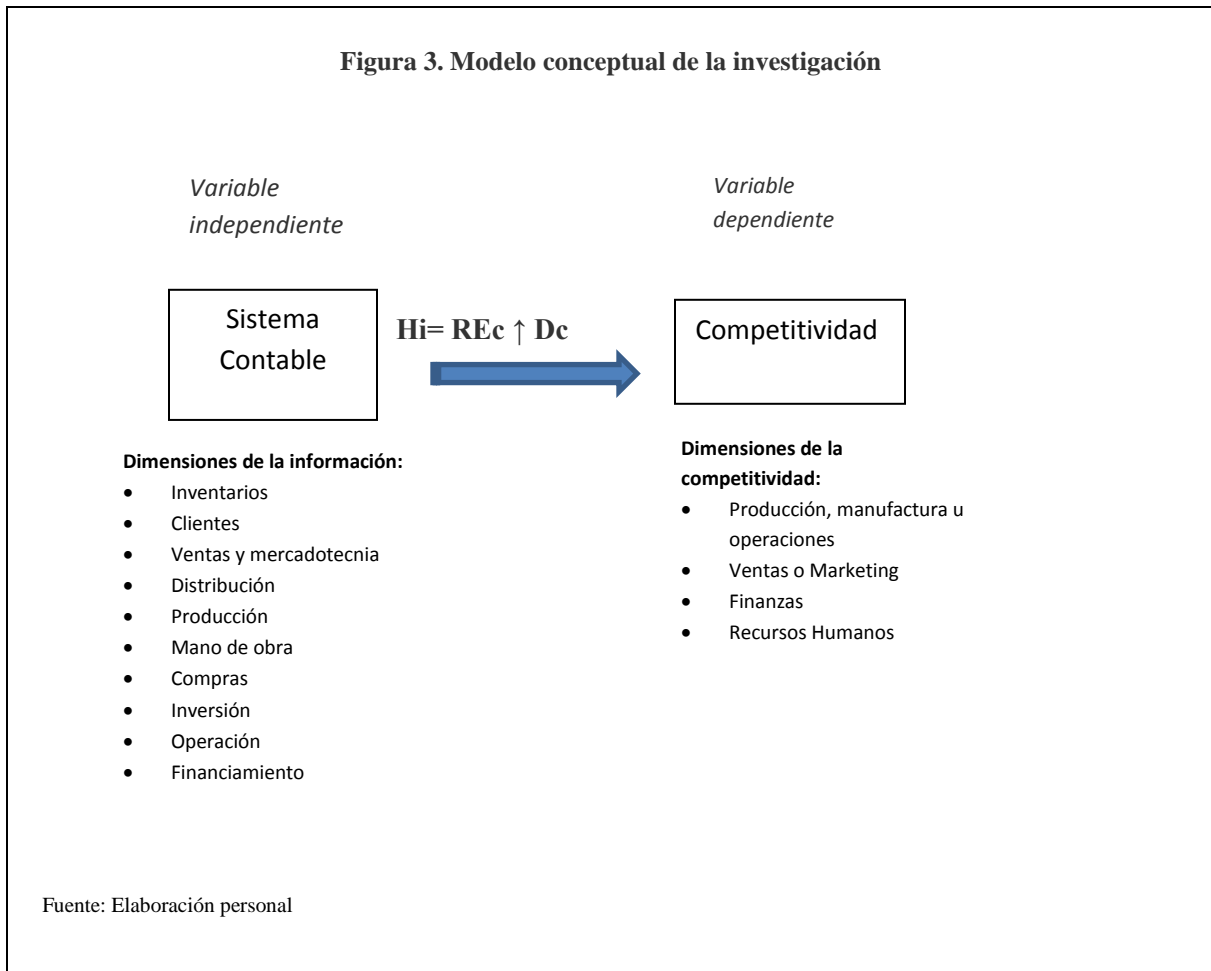 Figura 3. Modelo conceptual de la investigación
Variable
independiente
Variable
dependiente
Sistema
Contable
Hi= REc ↑ Dc
Competitividad
Dimensiones de la información:
• Inventarios
• Clientes
• Ventas y mercadotecnia
• Distribución
• Producción
• Mano de obra
• Compras
• Inversión
• Operación
• Financiamiento
Dimensiones de la
competitividad:
• Producción, manufactura u
operaciones
• Ventas o Marketing
• Finanzas
• Recursos Humanos
Fuente: Elaboración personal